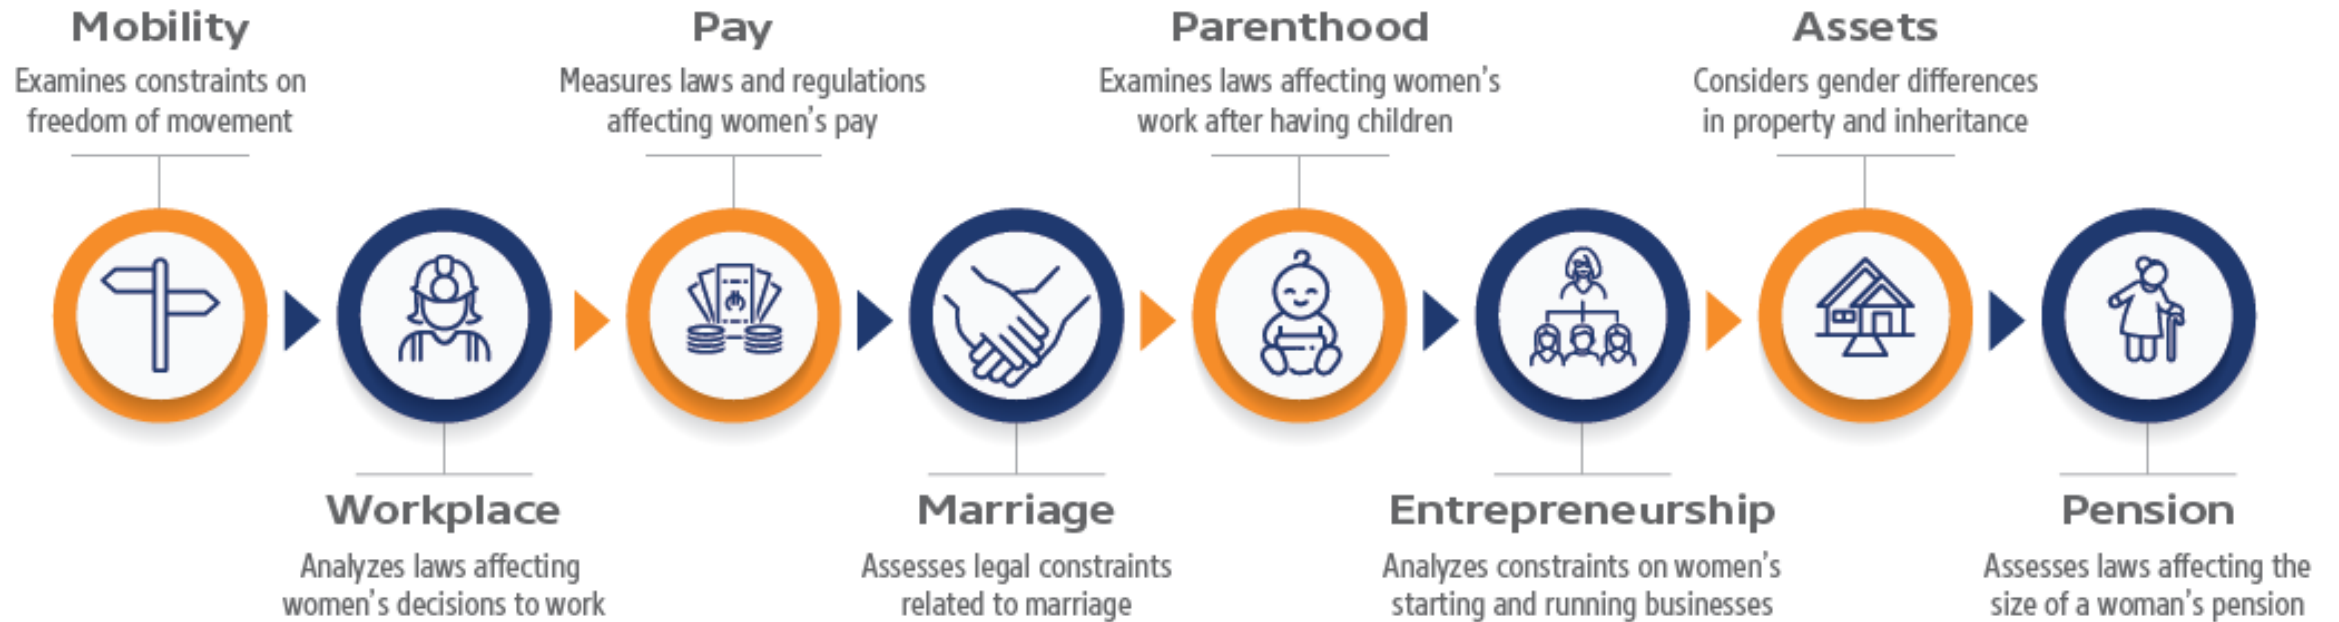 Mobility
Examines constraints on
freedom of movement
Workplace
Analyzes laws affecting
women's decisions to work
Pay
Measures laws and regulations
affecting women's pay
Marriage
Assesses legal constraints
related to marriage
Parenthood
Examines laws affecting women's
work after having children
Entrepreneurship
Analyzes constraints on women's
starting and running businesses
Assets
Considers gender differences
in property and inheritance
Pension
Assesses laws affecting the
size of a woman's pension